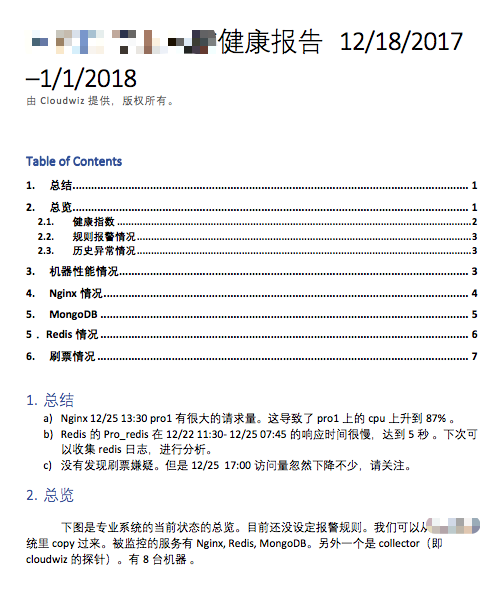 健康报告 12/18/2017
–1/1/2018
由 Cloudwiz 提供，版权所有。
Table of Contents
1. 总结 1
2. 总览 1
2.1. 健康指数 2
2.2. 规则报警情况 3
2.3. 历史异常情况 3
3. 机器性能情况 3
4. Nginx 情况 4
5. MongoDB 5
5．Redis 情况 6
6. 刷票情况 7
1. 总结
a) Nginx 12/25 13:30 pro1 有很大的请求量。这导致了 pro1 上的 cpu 上升到 87% 。
b) Redis 的 Pro_redis 在 12/22 11:30- 12/25 07:45 的响应时间很慢，达到 5 秒 。下次可
以收集 redis 日志，进行分析。
c) 没有发现刷票嫌疑。但是 12/25 17:00 访问量忽然下降不少，请关注。
2. 总览
下图是专业系统的当前状态的总览。目前还没设定报警规则。我们可以从
统里 copy 过来。被监控的服务有 Nginx, Redis, MongoDB。另外一个是 collector（即
cloudwiz 的探针）。有 8 台机器 。